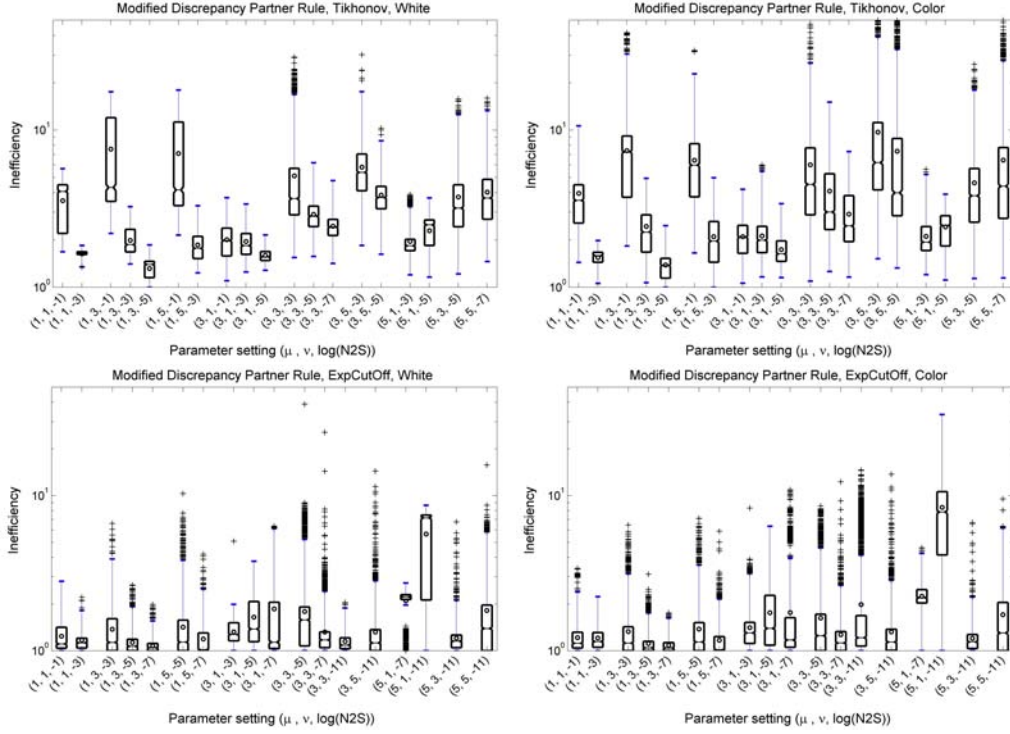 Modified Discrepancy Partner Rule, Tikhonov, White
Inefficiency
10¹
10⁰
(1, 1, -1)
(1, 1, -3)
(1, 3, -1)
(1, 3, -3)
(1, 3, -5)
(1, 5, -1)
(1, 5, -3)
(3, 1, -1)
(3, 1, -3)
(3, 1, -5)
(3, 3, -3)
(3, 3, -5)
(3, 3, -7)
(3, 5, -3)
(3, 5, -5)
(5, 1, -3)
(5, 1, -5)
(5, 3, -5)
(5, 5, -7)
Parameter setting (μ , ν, log(N2S))
Modified Discrepancy Partner Rule, Tikhonov, Color
Inefficiency
10¹
10⁰
(1, 1, -1)
(1, 1, -3)
(1, 3, -1)
(1, 3, -3)
(1, 3, -5)
(1, 5, -1)
(1, 5, -3)
(3, 1, -1)
(3, 1, -3)
(3, 1, -5)
(3, 3, -3)
(3, 3, -5)
(3, 3, -7)
(3, 5, -3)
(3, 5, -5)
(5, 1, -3)
(5, 1, -5)
(5, 3, -5)
(5, 5, -7)
Parameter setting (μ , ν, log(N2S))
Modified Discrepancy Partner Rule, ExpCutOff, White
Inefficiency
10¹
10⁰
(1, 1, -1)
(1, 1, -3)
(1, 3, -3)
(1, 3, -5)
(1, 3, -7)
(1, 5, -5)
(1, 5, -7)
(3, 1, -3)
(3, 1, -5)
(3, 1, -7)
(3, 3, -5)
(3, 3, -7)
(3, 3, -11)
(3, 5, -11)
(5, 1, -7)
(5, 1, -11)
(5, 3, -11)
(5, 5, -11)
Parameter setting (μ , ν, log(N2S))
Modified Discrepancy Partner Rule, ExpCutOff, Color
Inefficiency
10¹
10⁰
(1, 1, -1)
(1, 1, -3)
(1, 3, -3)
(1, 3, -5)
(1, 3, -7)
(1, 5, -5)
(1, 5, -7)
(3, 1, -3)
(3, 1, -5)
(3, 1, -7)
(3, 3, -5)
(3, 3, -7)
(3, 3, -11)
(3, 5, -11)
(5, 1, -7)
(5, 1, -11)
(5, 3, -11)
(5, 5, -11)
Parameter setting (μ , ν, log(N2S))